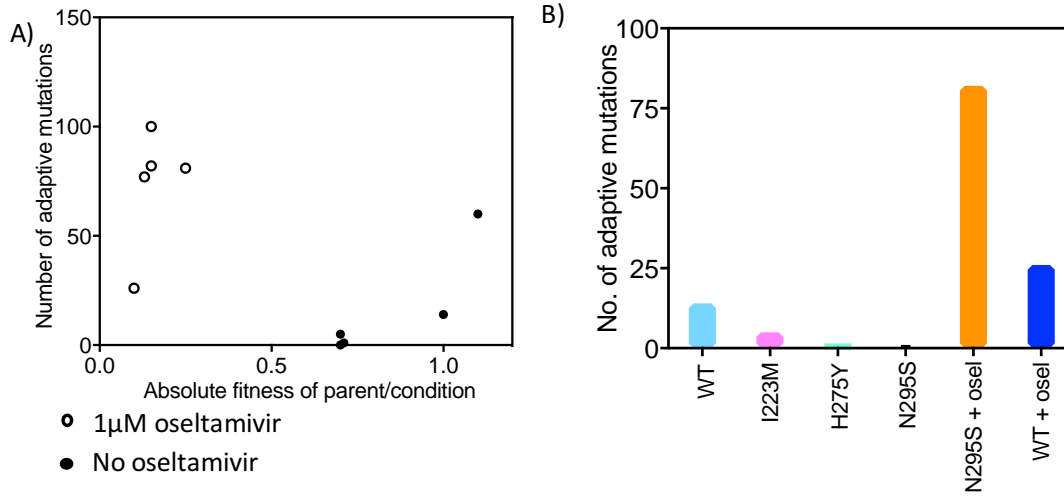 A)
150
100
50
0
Number of adaptive mutations
0.0 0.5 1.0
Absolute fitness of parent/condition
1µM oseltamivir
No oseltamivir
B)
100
75
50
25
0
No. of adaptive mutations
WT
I223M
H275Y
N295S
N295S + osel
WT + osel